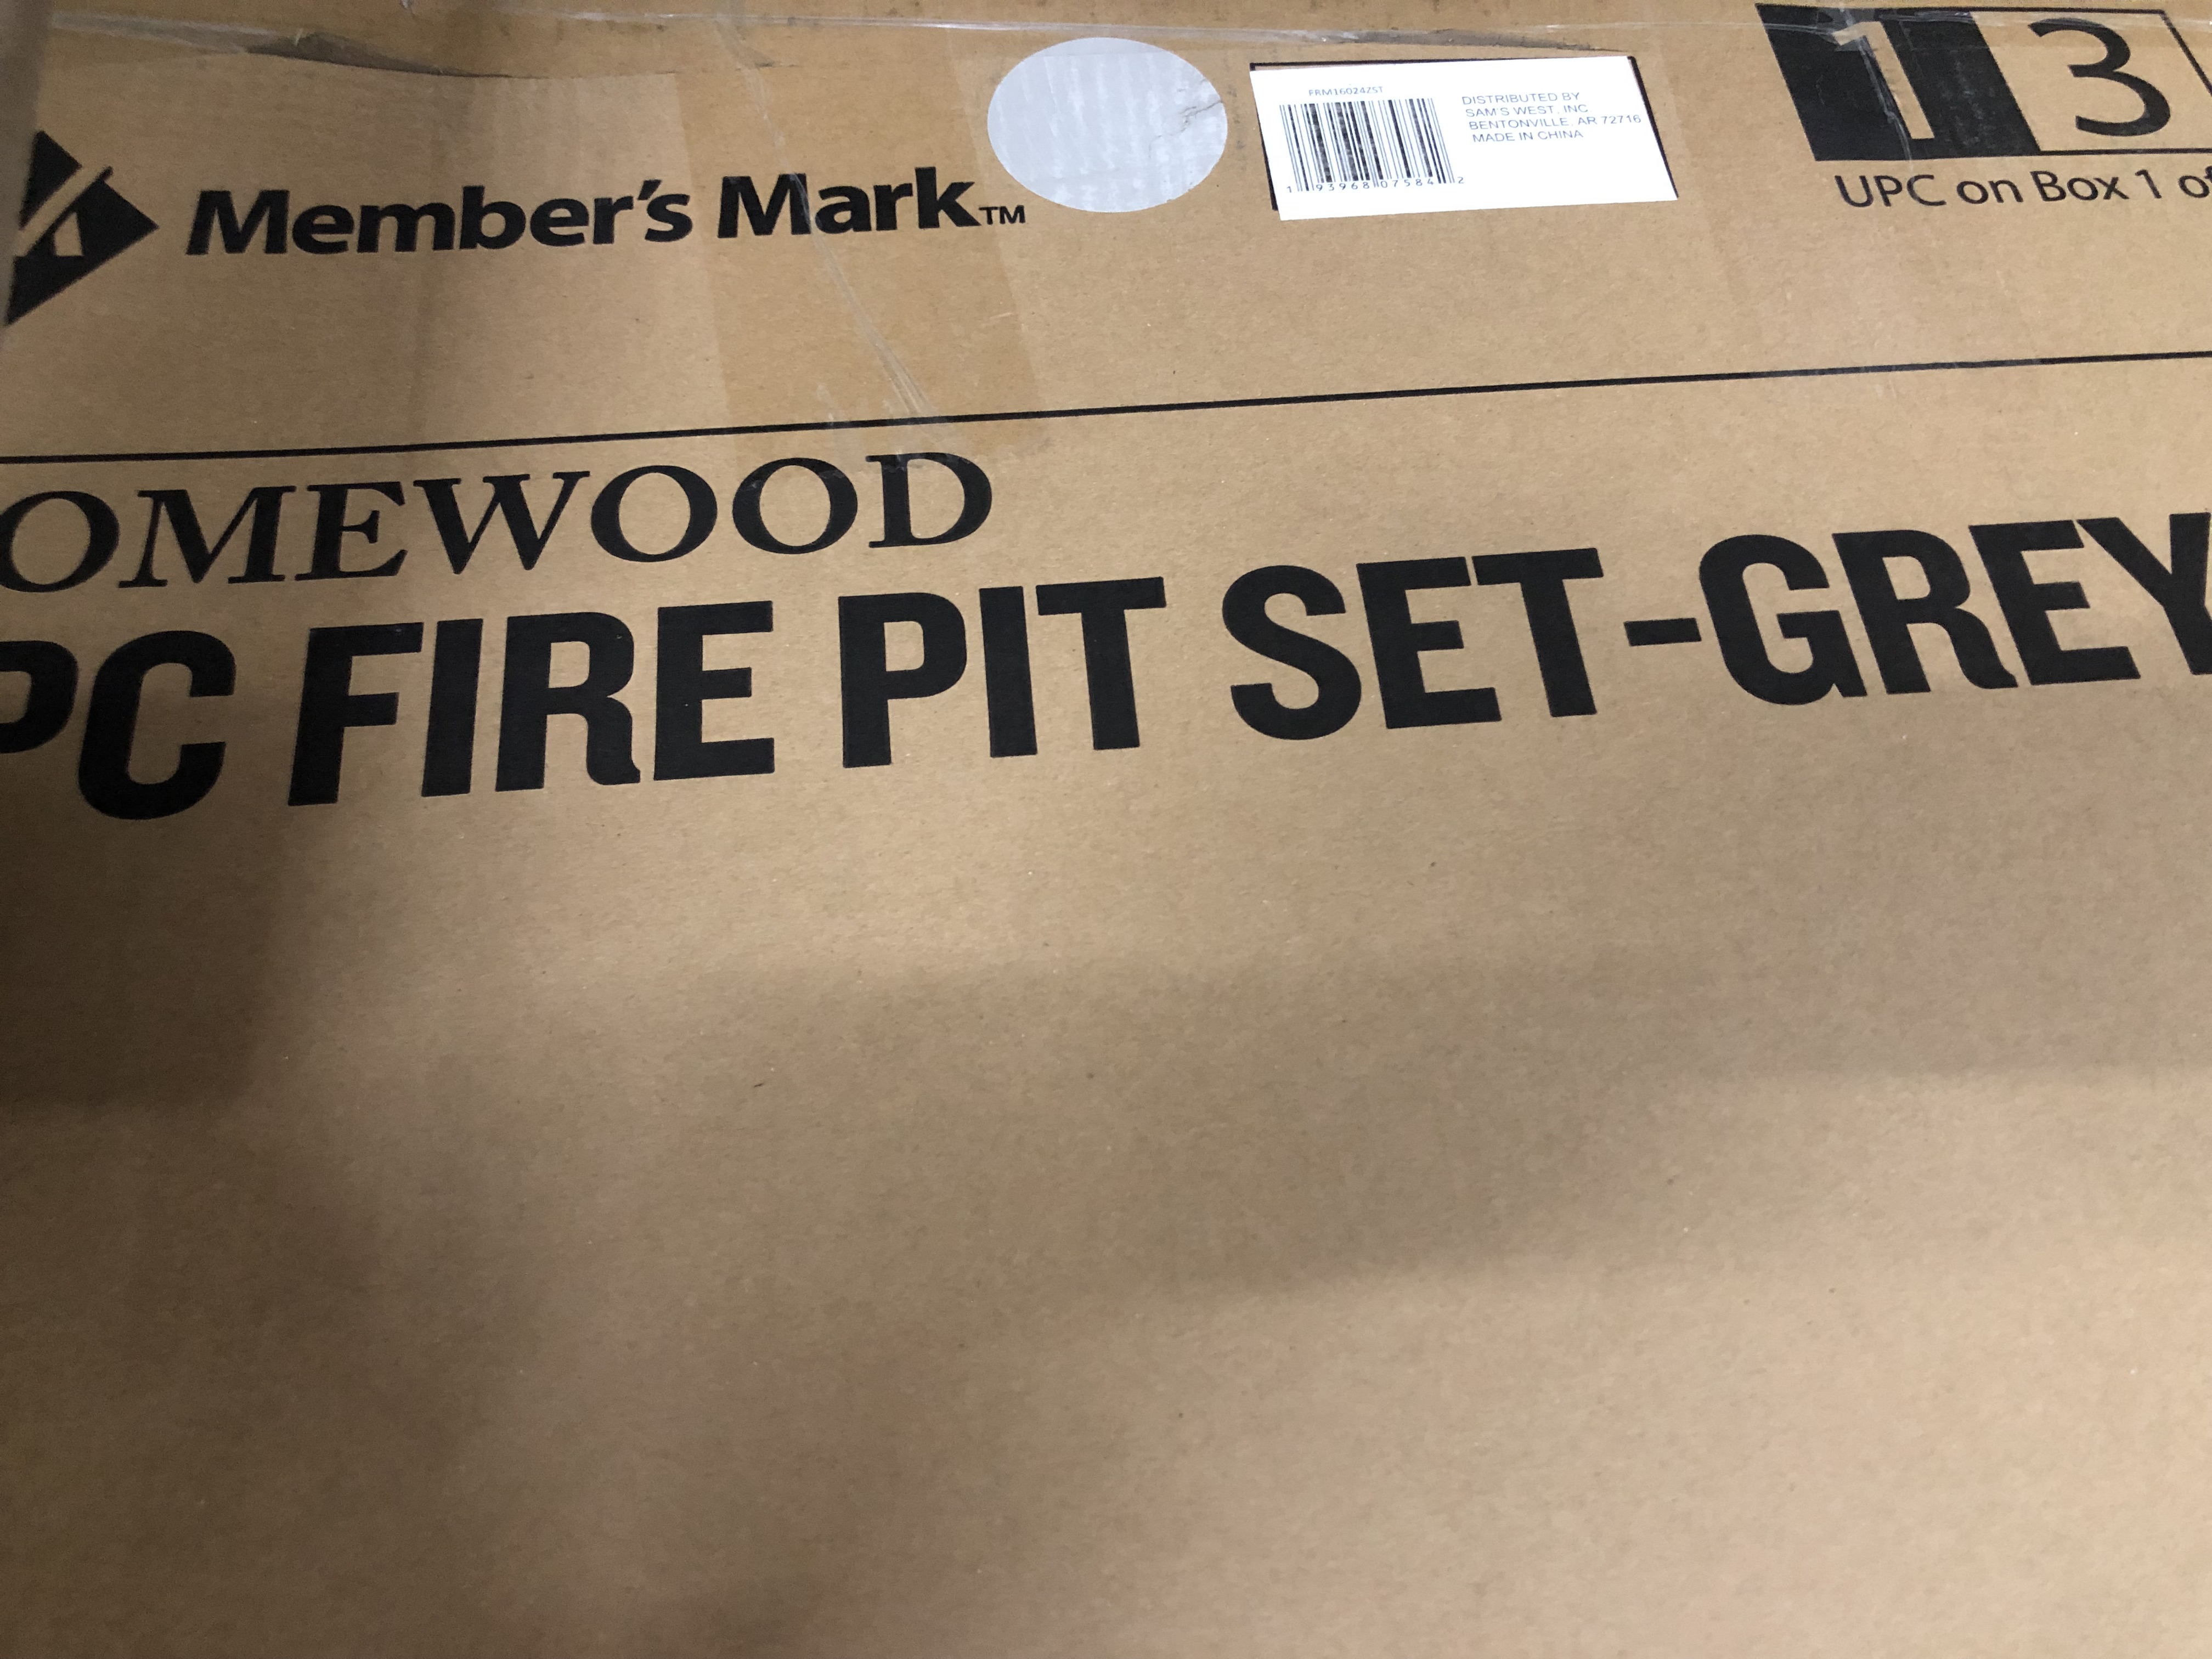 Member's Mark™
FRM16024ZST
1 93968 07584 2
DISTRIBUTED BY
SAM'S WEST, INC
BENTONVILLE, AR 72716
MADE IN CHINA
1 3
UPC on Box 1 of
OMEWOOD
PC FIRE PIT SET-GREY